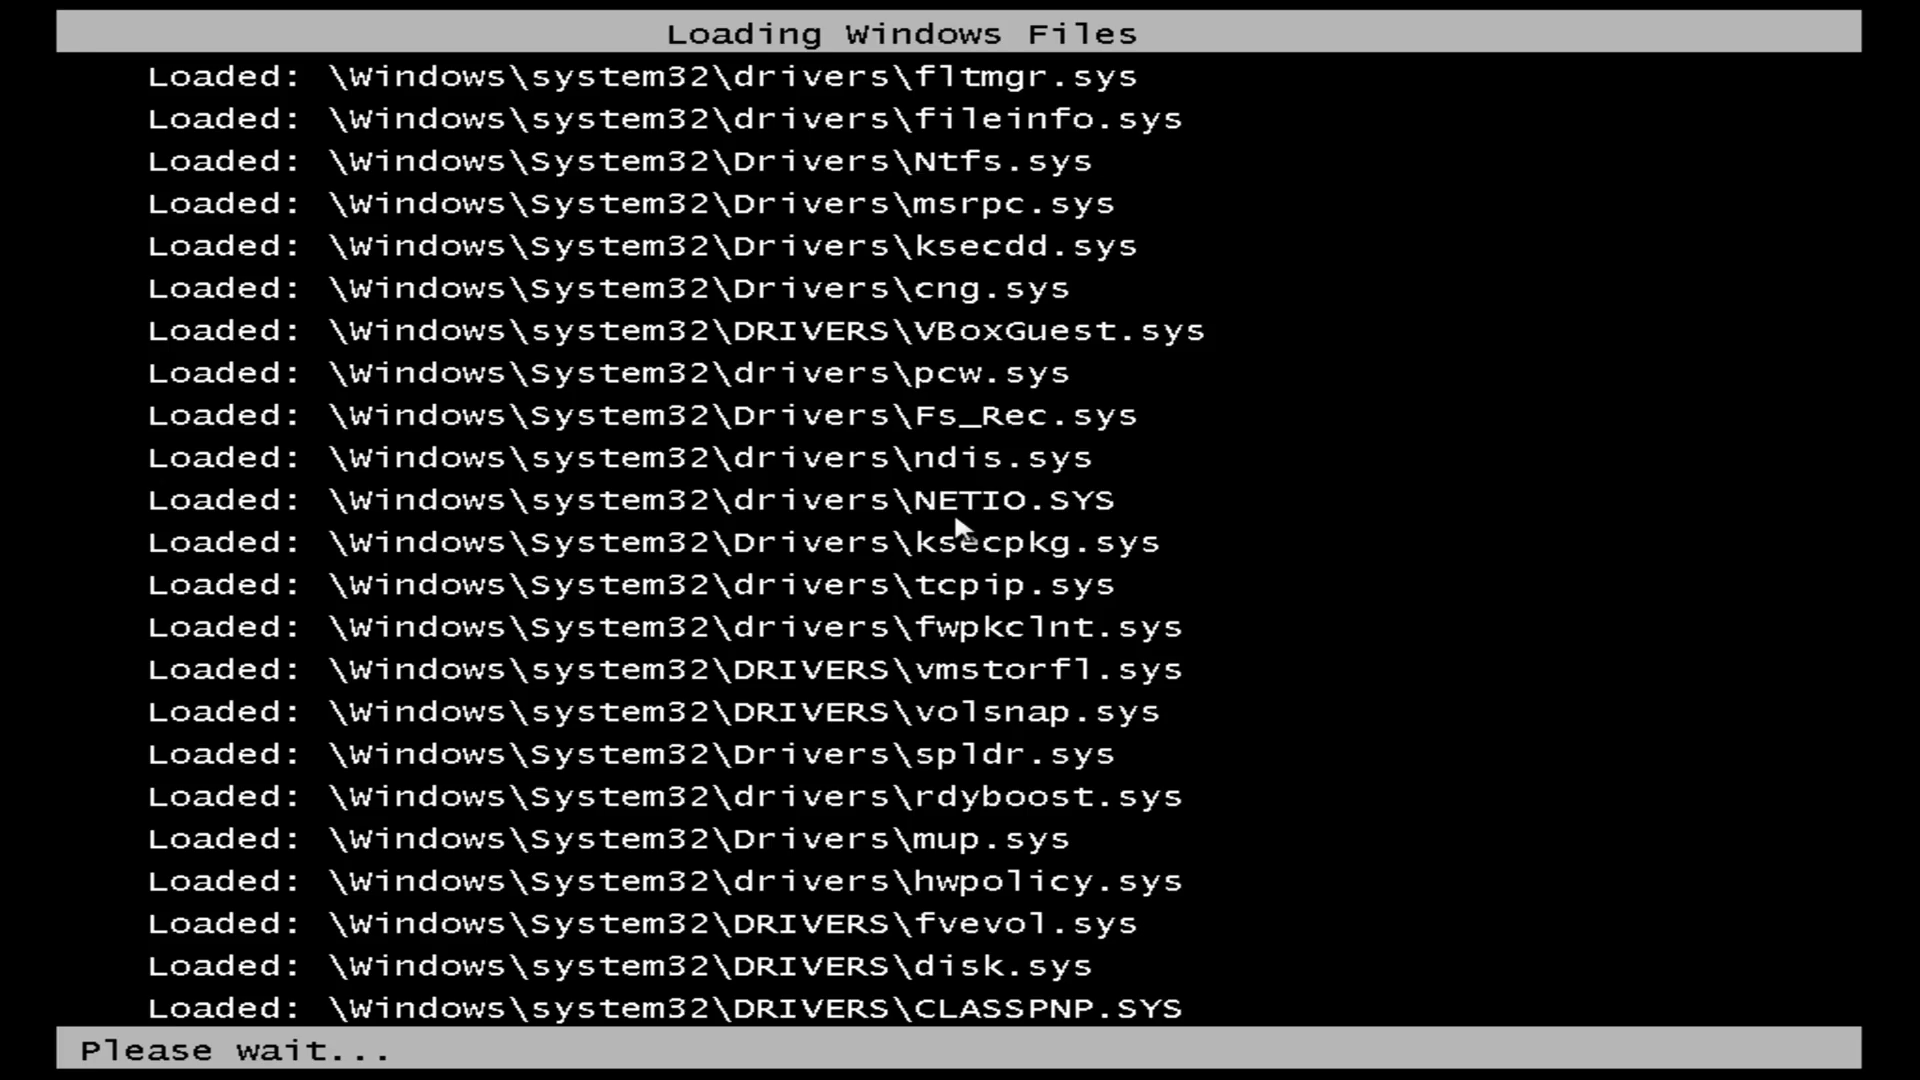 Loading Windows Files
Loaded: \Windows\system32\drivers\fltmgr.sys
Loaded: \Windows\system32\drivers\fileinfo.sys
Loaded: \Windows\System32\Drivers\Ntfs.sys
Loaded: \Windows\System32\Drivers\msrpc.sys
Loaded: \Windows\System32\Drivers\ksecdd.sys
Loaded: \Windows\System32\Drivers\cng.sys
Loaded: \Windows\system32\DRIVERS\VBoxGuest.sys
Loaded: \Windows\System32\drivers\pcw.sys
Loaded: \Windows\System32\Drivers\Fs_Rec.sys
Loaded: \Windows\system32\drivers\ndis.sys
Loaded: \Windows\system32\drivers\NETIO.SYS
Loaded: \Windows\System32\Drivers\ksecpkg.sys
Loaded: \Windows\System32\drivers\tcpip.sys
Loaded: \Windows\System32\drivers\fwpkclnt.sys
Loaded: \Windows\system32\DRIVERS\vmstorfl.sys
Loaded: \Windows\system32\DRIVERS\volsnap.sys
Loaded: \Windows\System32\Drivers\spldr.sys
Loaded: \Windows\System32\drivers\rdyboost.sys
Loaded: \Windows\System32\Drivers\mup.sys
Loaded: \Windows\System32\drivers\hwpolicy.sys
Loaded: \Windows\System32\DRIVERS\fvevol.sys
Loaded: \Windows\system32\DRIVERS\disk.sys
Loaded: \Windows\system32\DRIVERS\CLASSPNP.SYS
Please wait...